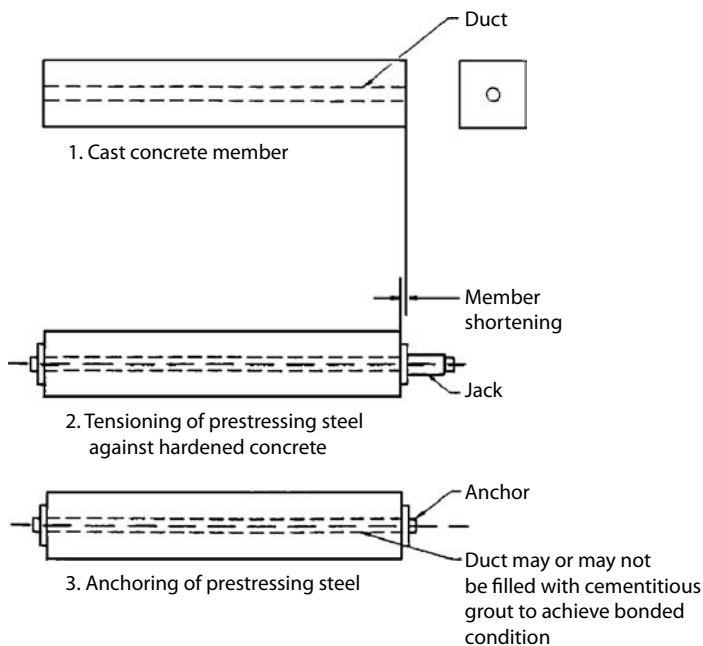 Duct
1. Cast concrete member
Member
shortening
Jack
2. Tensioning of prestressing steel
against hardened concrete
Anchor
3. Anchoring of prestressing steel
Duct may or may not
be filled with cementitious
grout to achieve bonded
condition